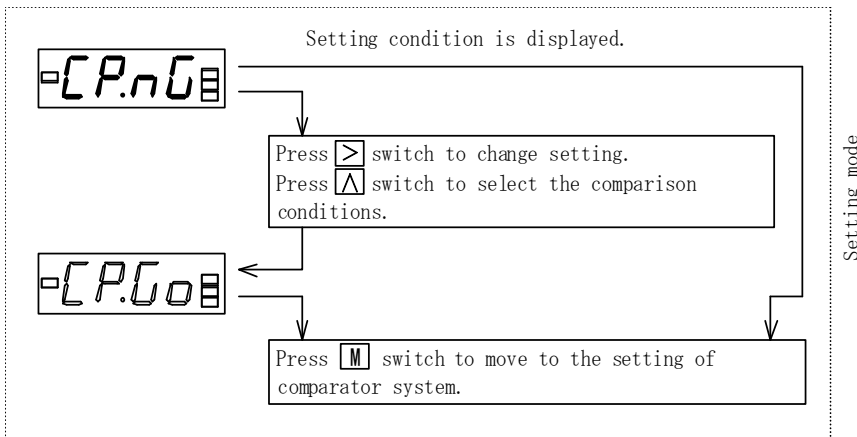 Setting condition is displayed.
CP.nG
Press > switch to change setting.
Press Λ switch to select the comparison
conditions.
CP.Go
Press M switch to move to the setting of
comparator system.
Setting mode